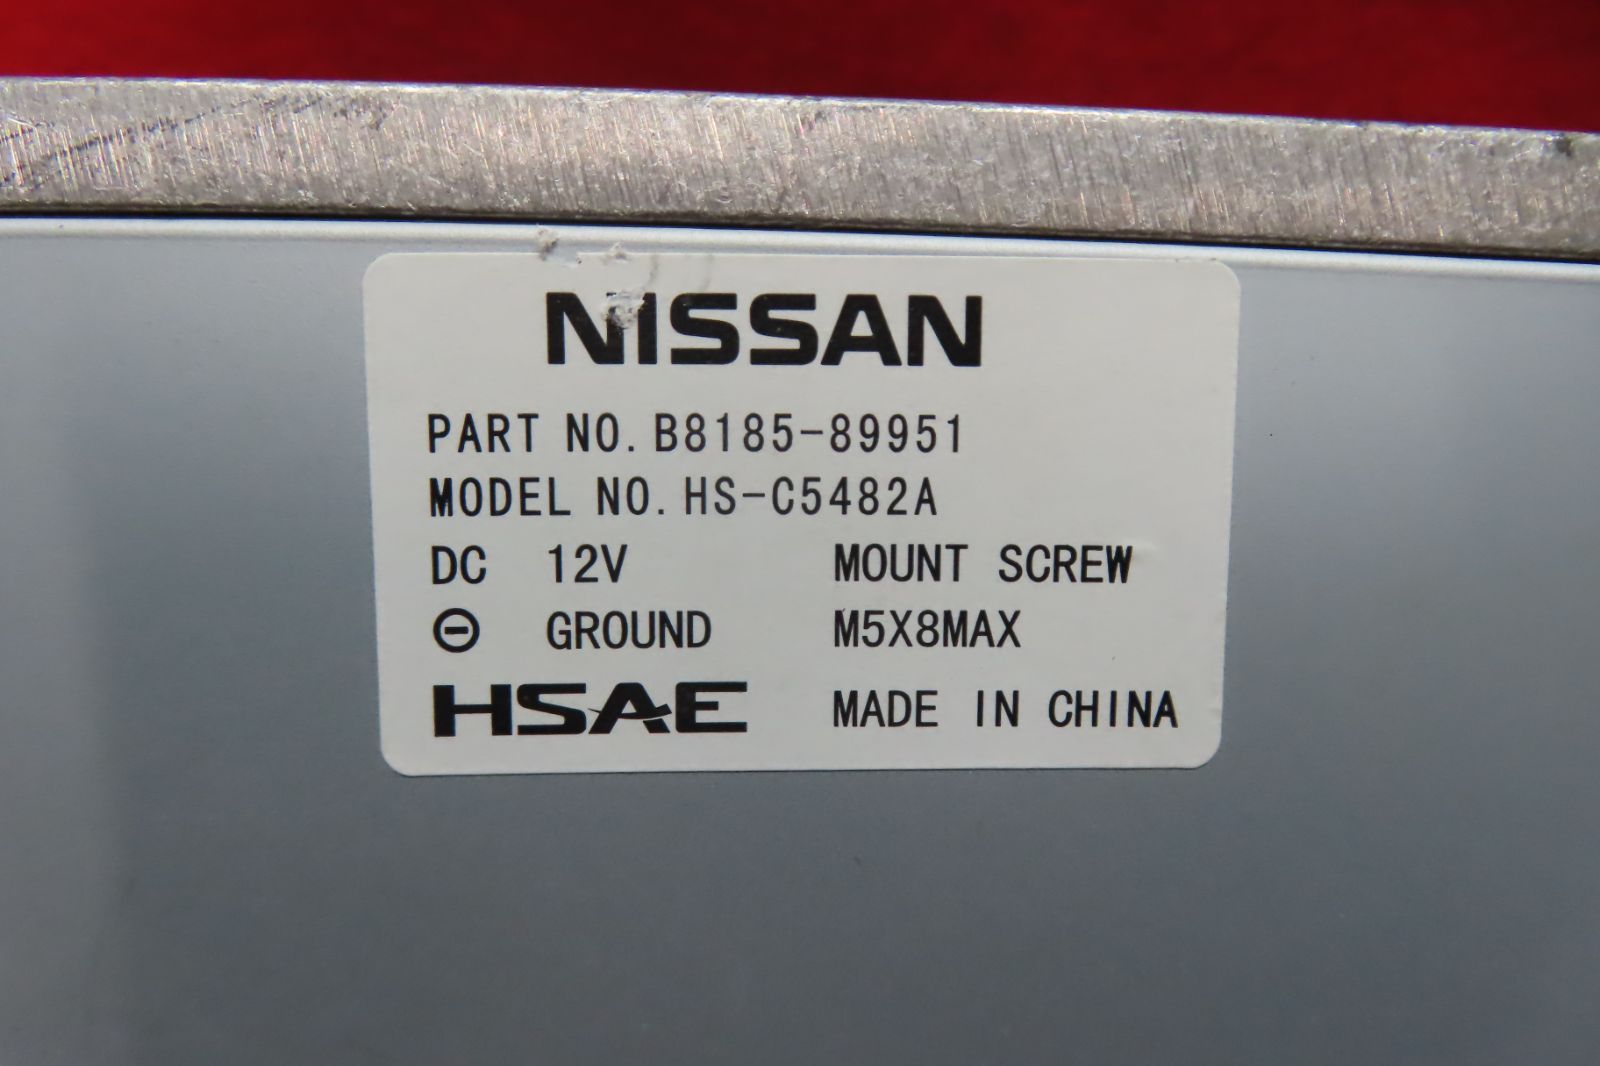 NISSAN
PART NO. B8185-89951
MODEL NO. HS-C5482A
DC 12V MOUNT SCREW
⊖ GROUND M5X8MAX
HSAE MADE IN CHINA